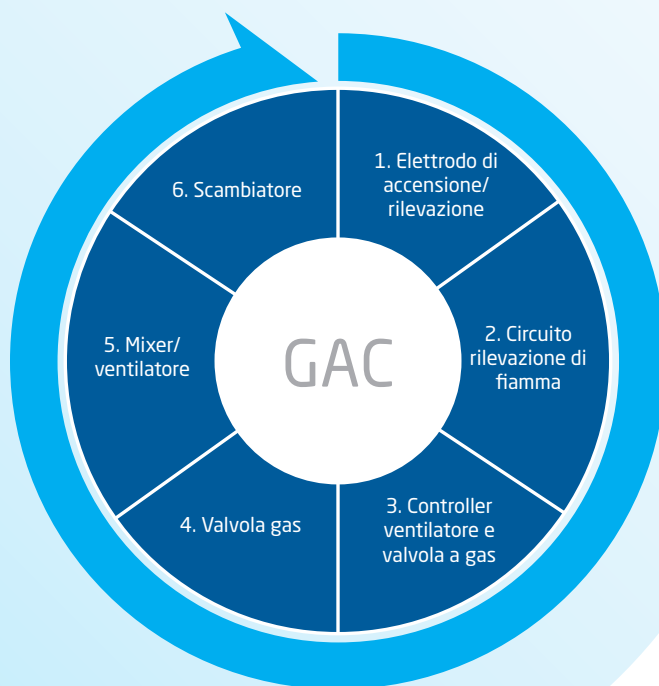 1. Elettrodo di
accensione/
rilevazione
2. Circuito
rilevazione di
fiamma
3. Controller
ventilatore e
valvola a gas
4. Valvola gas
5. Mixer/
ventilatore
6. Scambiatore
GAC